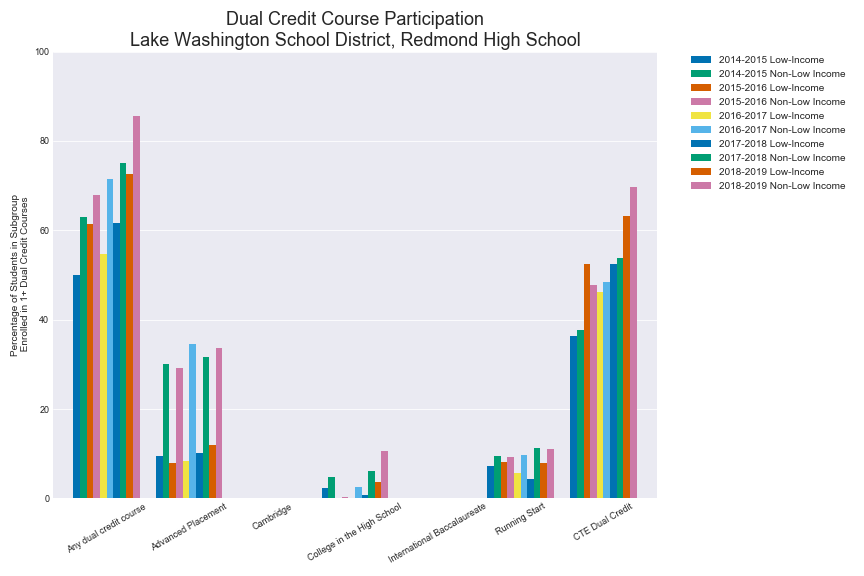 Dual Credit Course Participation
Lake Washington School District, Redmond High School
Percentage of Students in Subgroup
Enrolled in 1+ Dual Credit Courses
100
80
60
40
20
0
Any dual credit course
Advanced Placement
Cambridge
College in the High School
International Baccalaureate
Running Start
CTE Dual Credit
2014-2015 Low-Income
2014-2015 Non-Low Income
2015-2016 Low-Income
2015-2016 Non-Low Income
2016-2017 Low-Income
2016-2017 Non-Low Income
2017-2018 Low-Income
2017-2018 Non-Low Income
2018-2019 Low-Income
2018-2019 Non-Low Income